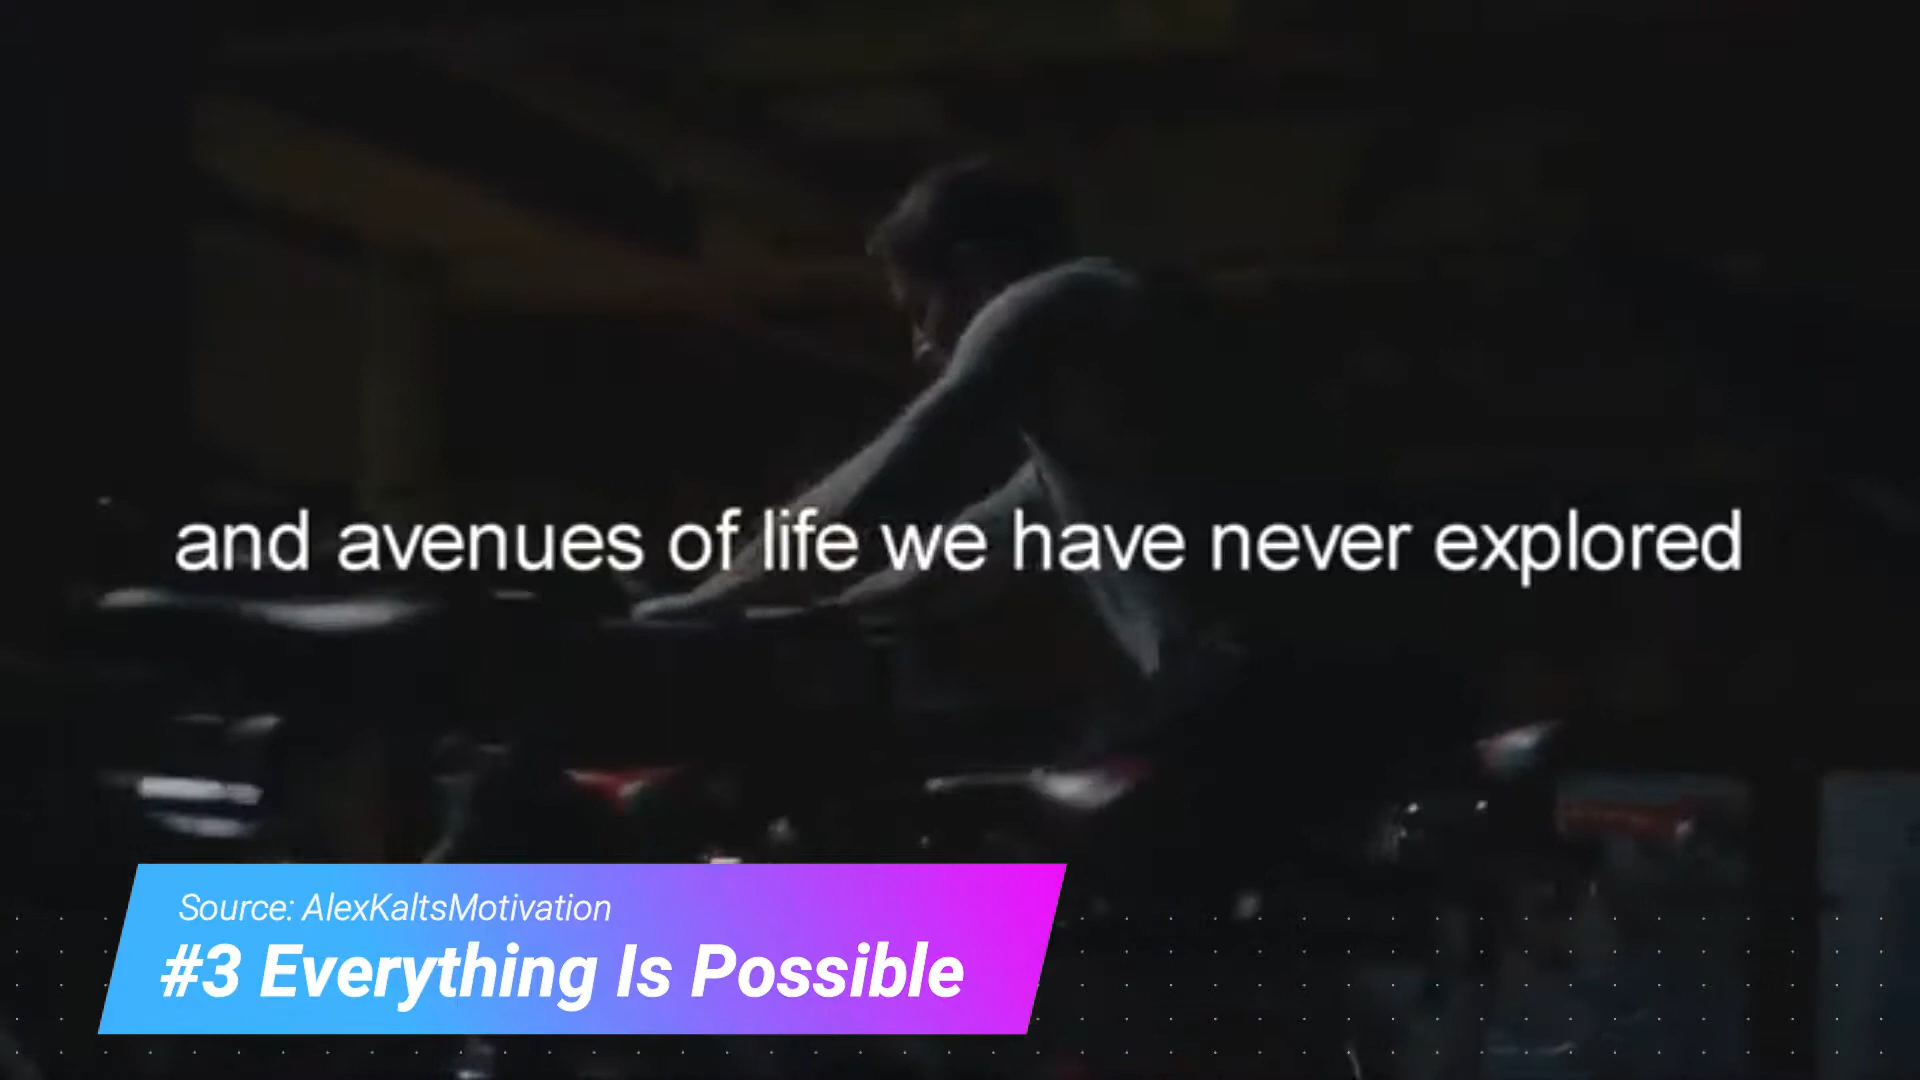 and avenues of life we have never explored
Source: AlexKaltsMotivation
#3 Everything Is Possible